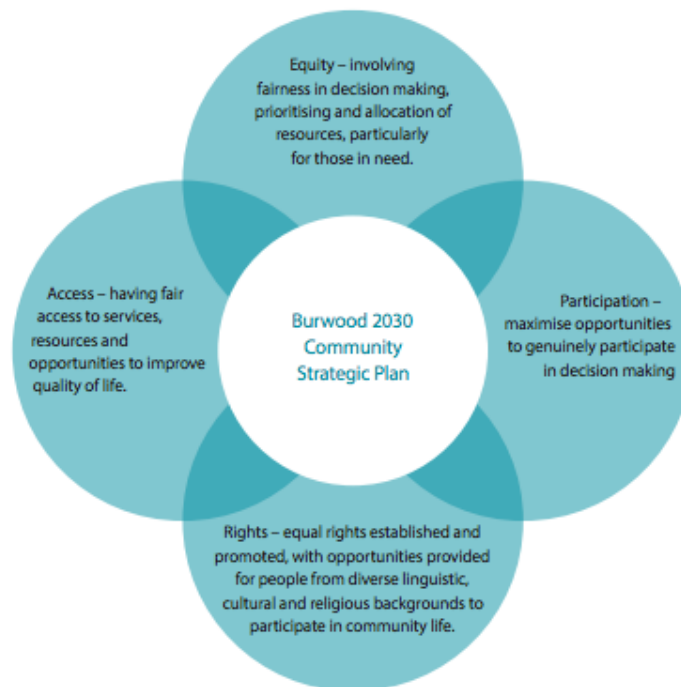 Equity – involving
fairness in decision making,
prioritising and allocation of
resources, particularly
for those in need.
Access – having fair
access to services,
resources and
opportunities to improve
quality of life.
Burwood 2030
Community
Strategic Plan
Participation –
maximise opportunities
to genuinely participate
in decision making
Rights – equal rights established and
promoted, with opportunities provided
for people from diverse linguistic,
cultural and religious backgrounds to
participate in community life.